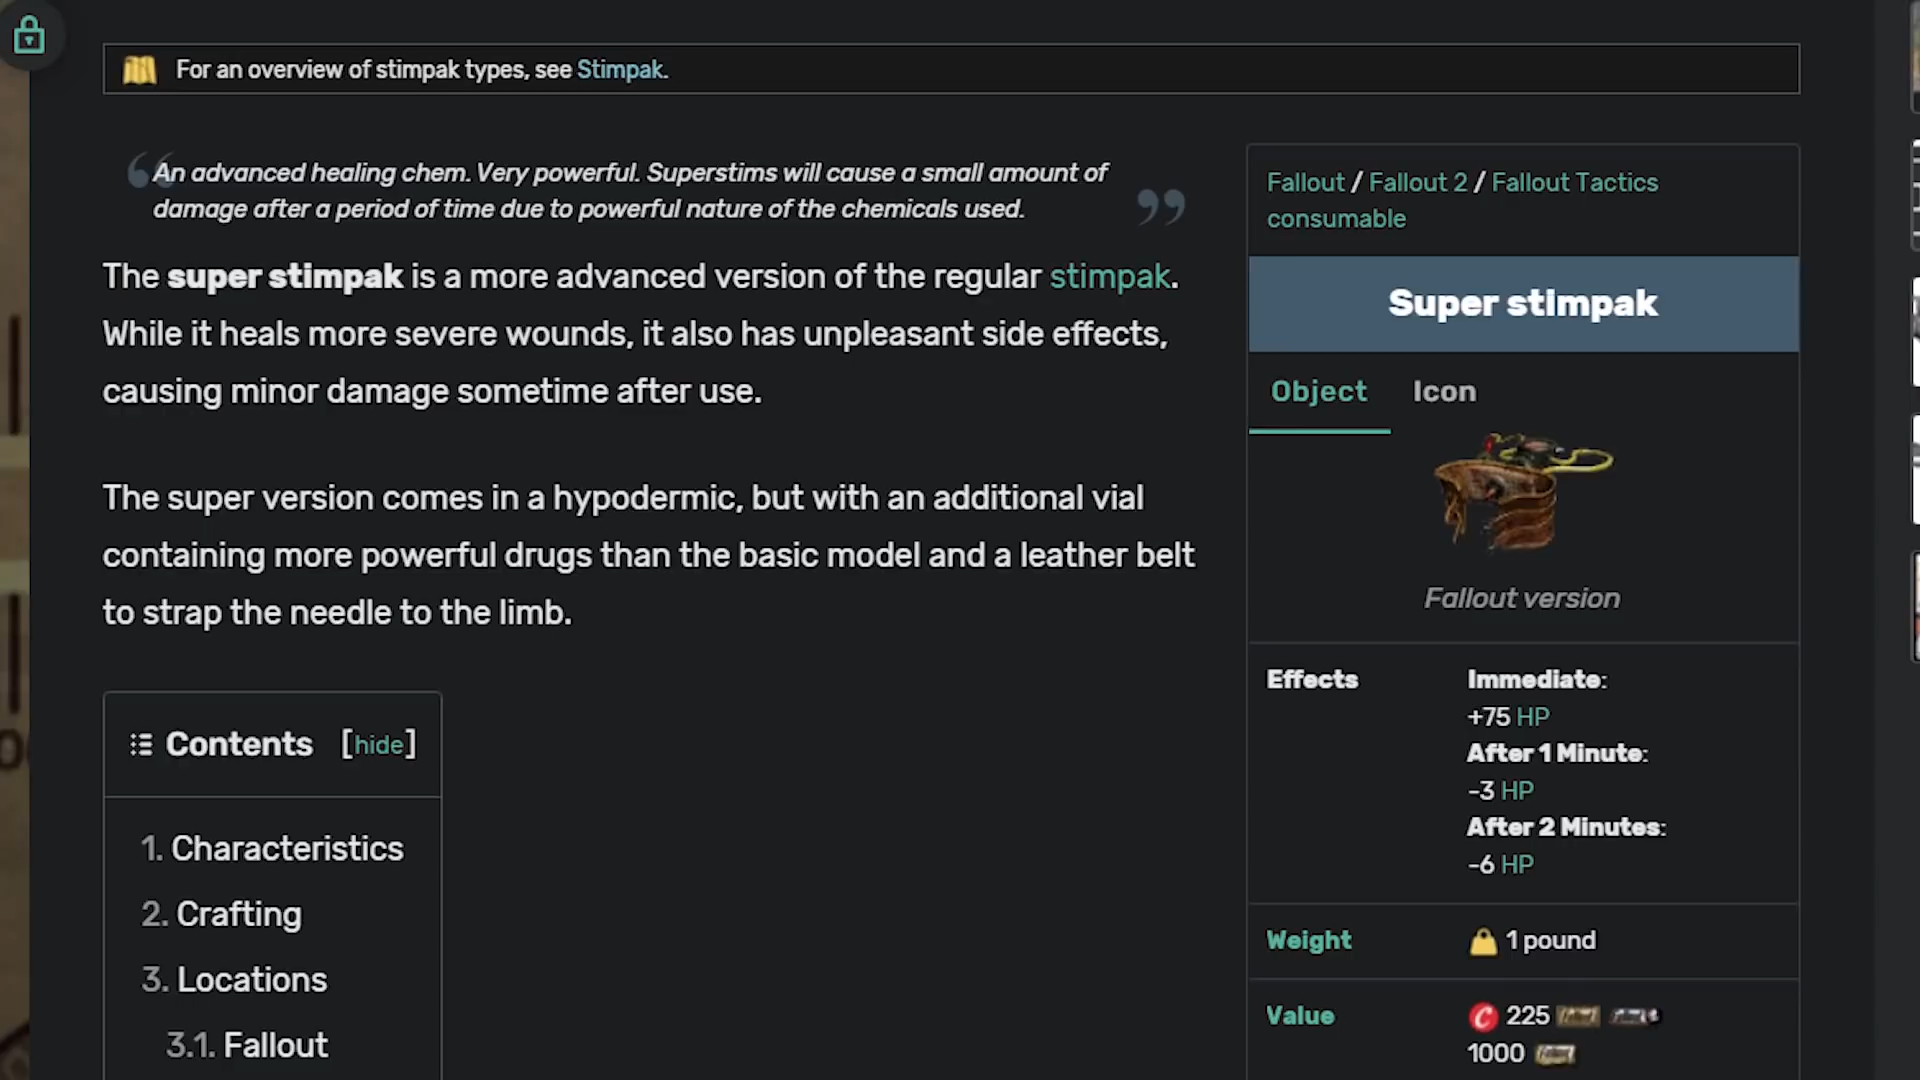 For an overview of stimpak types, see Stimpak.
An advanced healing chem. Very powerful. Superstims will cause a small amount of
damage after a period of time due to powerful nature of the chemicals used.
The super stimpak is a more advanced version of the regular stimpak.
While it heals more severe wounds, it also has unpleasant side effects,
causing minor damage sometime after use.
The super version comes in a hypodermic, but with an additional vial
containing more powerful drugs than the basic model and a leather belt
to strap the needle to the limb.
Contents [hide]
1. Characteristics
2. Crafting
3. Locations
3.1. Fallout
Fallout / Fallout 2 / Fallout Tactics
consumable
Super stimpak
Object Icon
Fallout version
Effects Immediate:
+75 HP
After 1 Minute:
-3 HP
After 2 Minutes:
-6 HP
Weight 1 pound
Value 225
1000